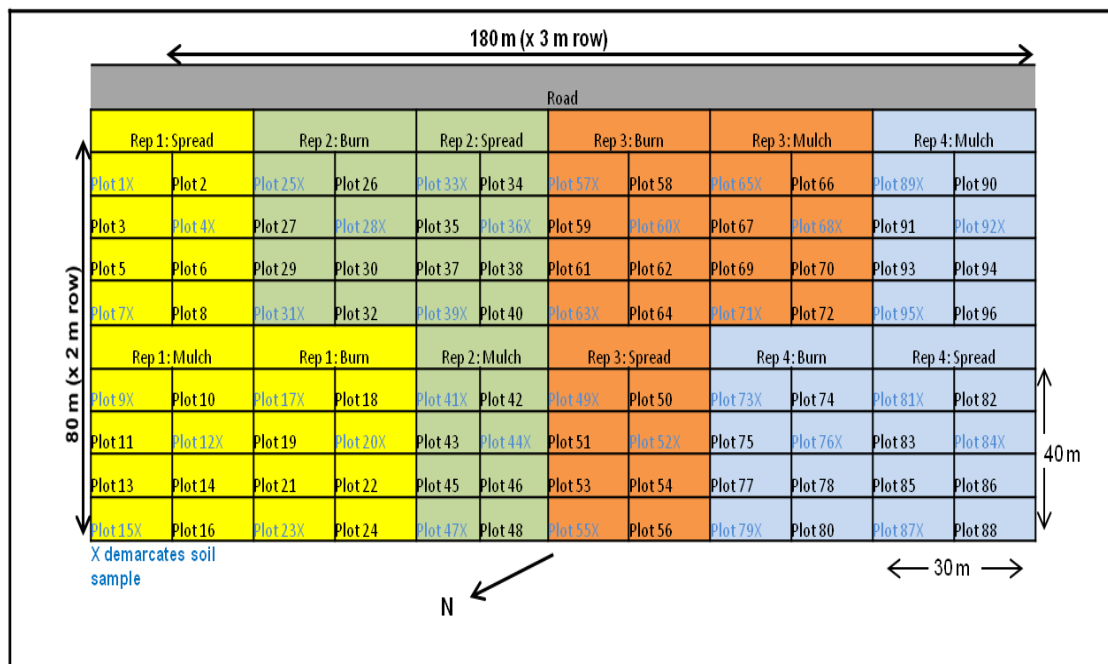 180 m (x 3 m row)
Road
Rep 1: Spread Rep 2: Burn Rep 2: Spread Rep 3: Burn Rep 3: Mulch Rep 4: Mulch
Plot 1X Plot 2 Plot 25X Plot 26 Plot 33X Plot 34 Plot 57X Plot 58 Plot 65X Plot 66 Plot 89X Plot 90
Plot 3 Plot 4X Plot 27 Plot 28X Plot 35 Plot 36X Plot 59 Plot 60X Plot 67 Plot 68X Plot 91 Plot 92X
Plot 5 Plot 6 Plot 29 Plot 30 Plot 37 Plot 38 Plot 61 Plot 62 Plot 69 Plot 70 Plot 93 Plot 94
Plot 7X Plot 8 Plot 31X Plot 32 Plot 39X Plot 40 Plot 63X Plot 64 Plot 71X Plot 72 Plot 95X Plot 96
80 m (x 2 m row)
Rep 1: Mulch Rep 1: Burn Rep 2: Mulch Rep 3: Spread Rep 4: Burn Rep 4: Spread
Plot 9X Plot 10 Plot 17X Plot 18 Plot 41X Plot 42 Plot 49X Plot 50 Plot 73X Plot 74 Plot 81X Plot 82
Plot 11 Plot 12X Plot 19 Plot 20X Plot 43 Plot 44X Plot 51 Plot 52X Plot 75 Plot 76X Plot 83 Plot 84X
40 m
Plot 13 Plot 14 Plot 21 Plot 22 Plot 45 Plot 46 Plot 53 Plot 54 Plot 77 Plot 78 Plot 85 Plot 86
Plot 15X Plot 16 Plot 23X Plot 24 Plot 47X Plot 48 Plot 55X Plot 56 Plot 79X Plot 80 Plot 87X Plot 88
X demarcates soil
sample
30 m
N